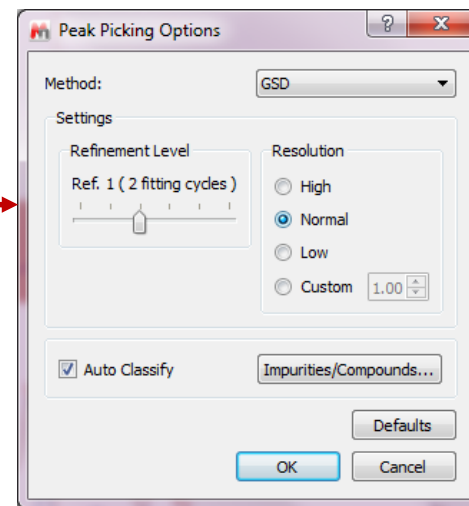 Peak Picking Options
Method: GSD
Settings
Refinement Level
Ref. 1 ( 2 fitting cycles )
Resolution
High
Normal
Low
Custom 1.00
Auto Classify Impurities/Compounds...
Defaults
OK Cancel